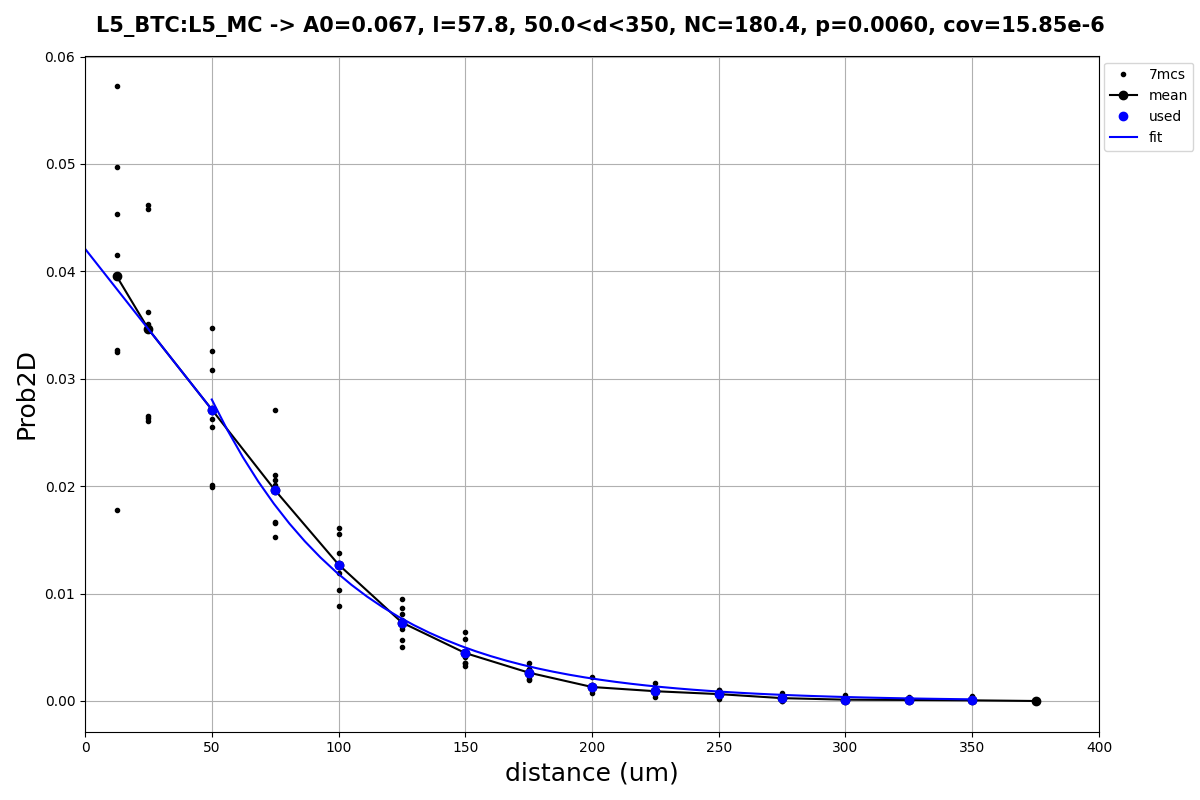 L5_BTC:L5_MC -> A0=0.067, l=57.8, 50.0<d<350, NC=180.4, p=0.0060, cov=15.85e-6
0.06
0.05
0.04
0.03
0.02
0.01
0.00
Prob2D
0 50 100 150 200 250 300 350 400
distance (um)
7mcs
mean
used
fit